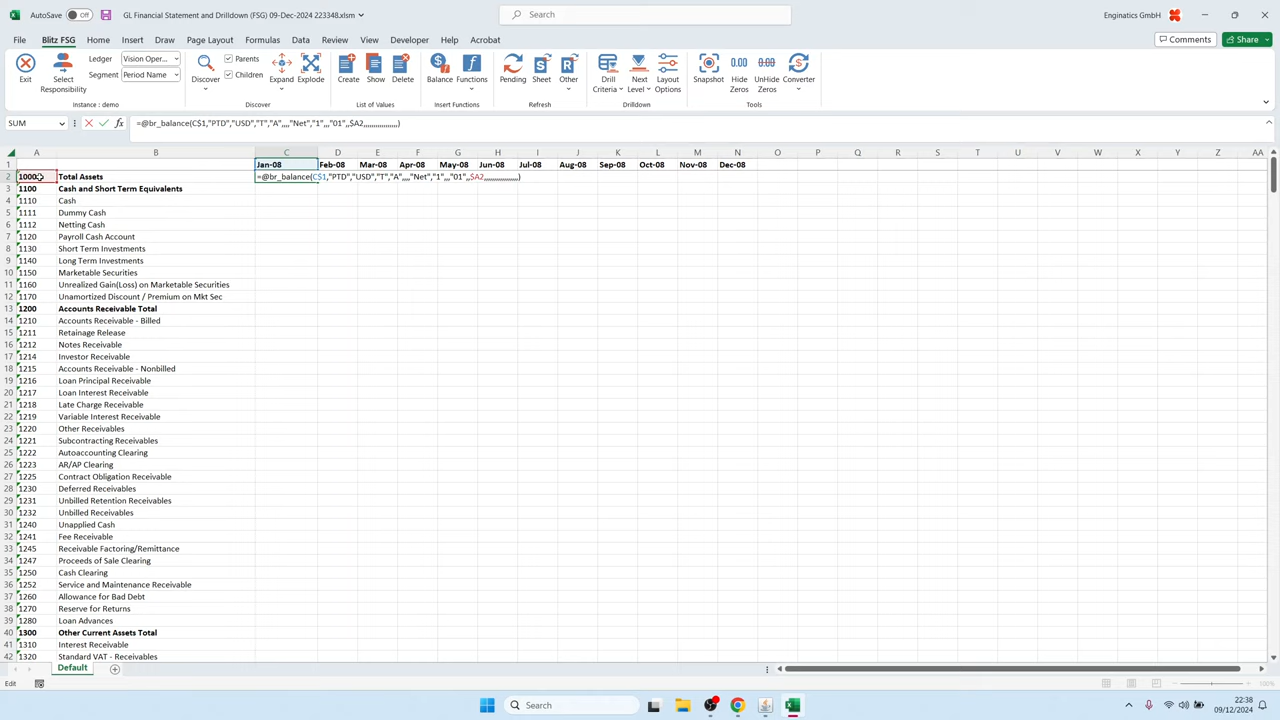 AutoSave Off GL Financial Statement and Drilldown (FSG) 09-Dec-2024 223348.xlsm Search Enginatics GmbH
File Blitz FSG Home Insert Draw Page Layout Formulas Data Review View Developer Help Acrobat Comments Share
Exit Select Responsibility Ledger Vision Oper... Parents Discover Expand Explode Create Show Delete Balance Functions Pending Sheet Other Drill Criteria Next Level Layout Options Snapshot Hide Zeros UnHide Zeros Converter
Segment Period Name Children
Instance : demo Discover List of Values Insert Functions Refresh Drilldown Tools
SUM =@br_balance(C$1,"PTD","USD","T","A",,,,"Net","1",,,"01",,$A2,,,,,,,,,,,,,,,,,)
A B C D E F G H I J K L M N O P Q R S T U V W X Y Z AA
1 Jan-08 Feb-08 Mar-08 Apr-08 May-08 Jun-08 Jul-08 Aug-08 Sep-08 Oct-08 Nov-08 Dec-08
2 1000 Total Assets =@br_balance(C$1,"PTD","USD","T","A",,,,"Net","1",,,"01",,$A2,,,,,,,,,,,,,,,,,)
3 1100 Cash and Short Term Equivalents
4 1110 Cash
5 1111 Dummy Cash
6 1112 Netting Cash
7 1120 Payroll Cash Account
8 1130 Short Term Investments
9 1140 Long Term Investments
10 1150 Marketable Securities
11 1160 Unrealized Gain(Loss) on Marketable Securities
12 1170 Unamortized Discount / Premium on Mkt Sec
13 1200 Accounts Receivable Total
14 1210 Accounts Receivable - Billed
15 1211 Retainage Release
16 1212 Notes Receivable
17 1214 Investor Receivable
18 1215 Accounts Receivable - Nonbilled
19 1216 Loan Principal Receivable
20 1217 Loan Interest Receivable
21 1218 Late Charge Receivable
22 1219 Variable Interest Receivable
23 1220 Other Receivables
24 1221 Subcontracting Receivables
25 1222 Autoaccounting Clearing
26 1223 AR/AP Clearing
27 1225 Contract Obligation Receivable
28 1230 Deferred Receivables
29 1231 Unbilled Retention Receivables
30 1232 Unbilled Receivables
31 1240 Unapplied Cash
32 1241 Fee Receivable
33 1245 Receivable Factoring/Remittance
34 1247 Proceeds of Sale Clearing
35 1250 Cash Clearing
36 1252 Service and Maintenance Receivable
37 1260 Allowance for Bad Debt
38 1270 Reserve for Returns
39 1280 Loan Advances
40 1300 Other Current Assets Total
41 1310 Interest Receivable
42 1320 Standard VAT - Receivables
Default
Edit 100%
Search 22:38
09/12/2024